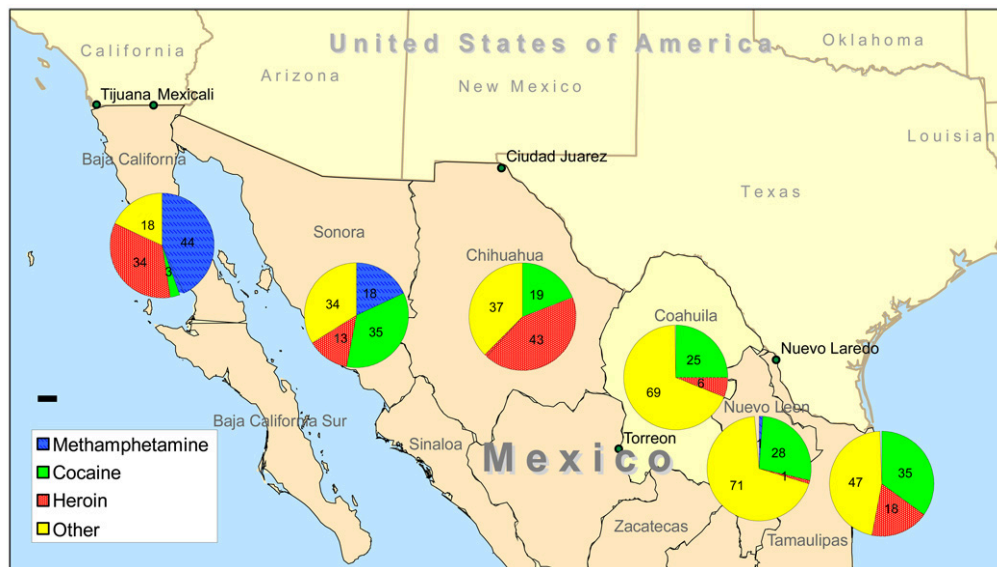 United States of America
California
Arizona
New Mexico
Oklahoma
Louisian
Texas
Tijuana Mexicali
Ciudad Juarez
Baja California
Sonora
Chihuahua
Coahuila
Nuevo Laredo
18
44
34
3
34
18
13
35
37
19
43
25
69
6
Nuevo Leon
1
28
71
1
47
35
18
Baja California Sur
Sinaloa
Torreon
Mexico
Zacatecas
Tamaulipas
Methamphetamine
Cocaine
Heroin
Other